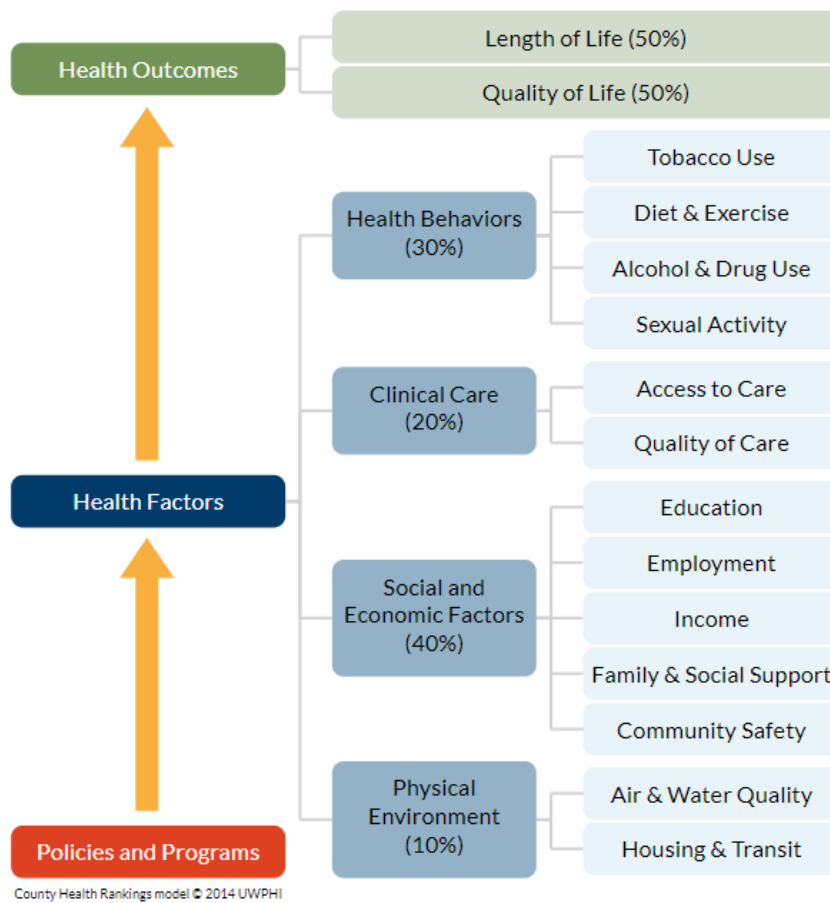 Health Outcomes
Length of Life (50%)
Quality of Life (50%)
Health Factors
Health Behaviors
(30%)
Tobacco Use
Diet & Exercise
Alcohol & Drug Use
Sexual Activity
Clinical Care
(20%)
Access to Care
Quality of Care
Social and
Economic Factors
(40%)
Education
Employment
Income
Family & Social Support
Community Safety
Physical
Environment
(10%)
Air & Water Quality
Housing & Transit
Policies and Programs
County Health Rankings model © 2014 UWPHI